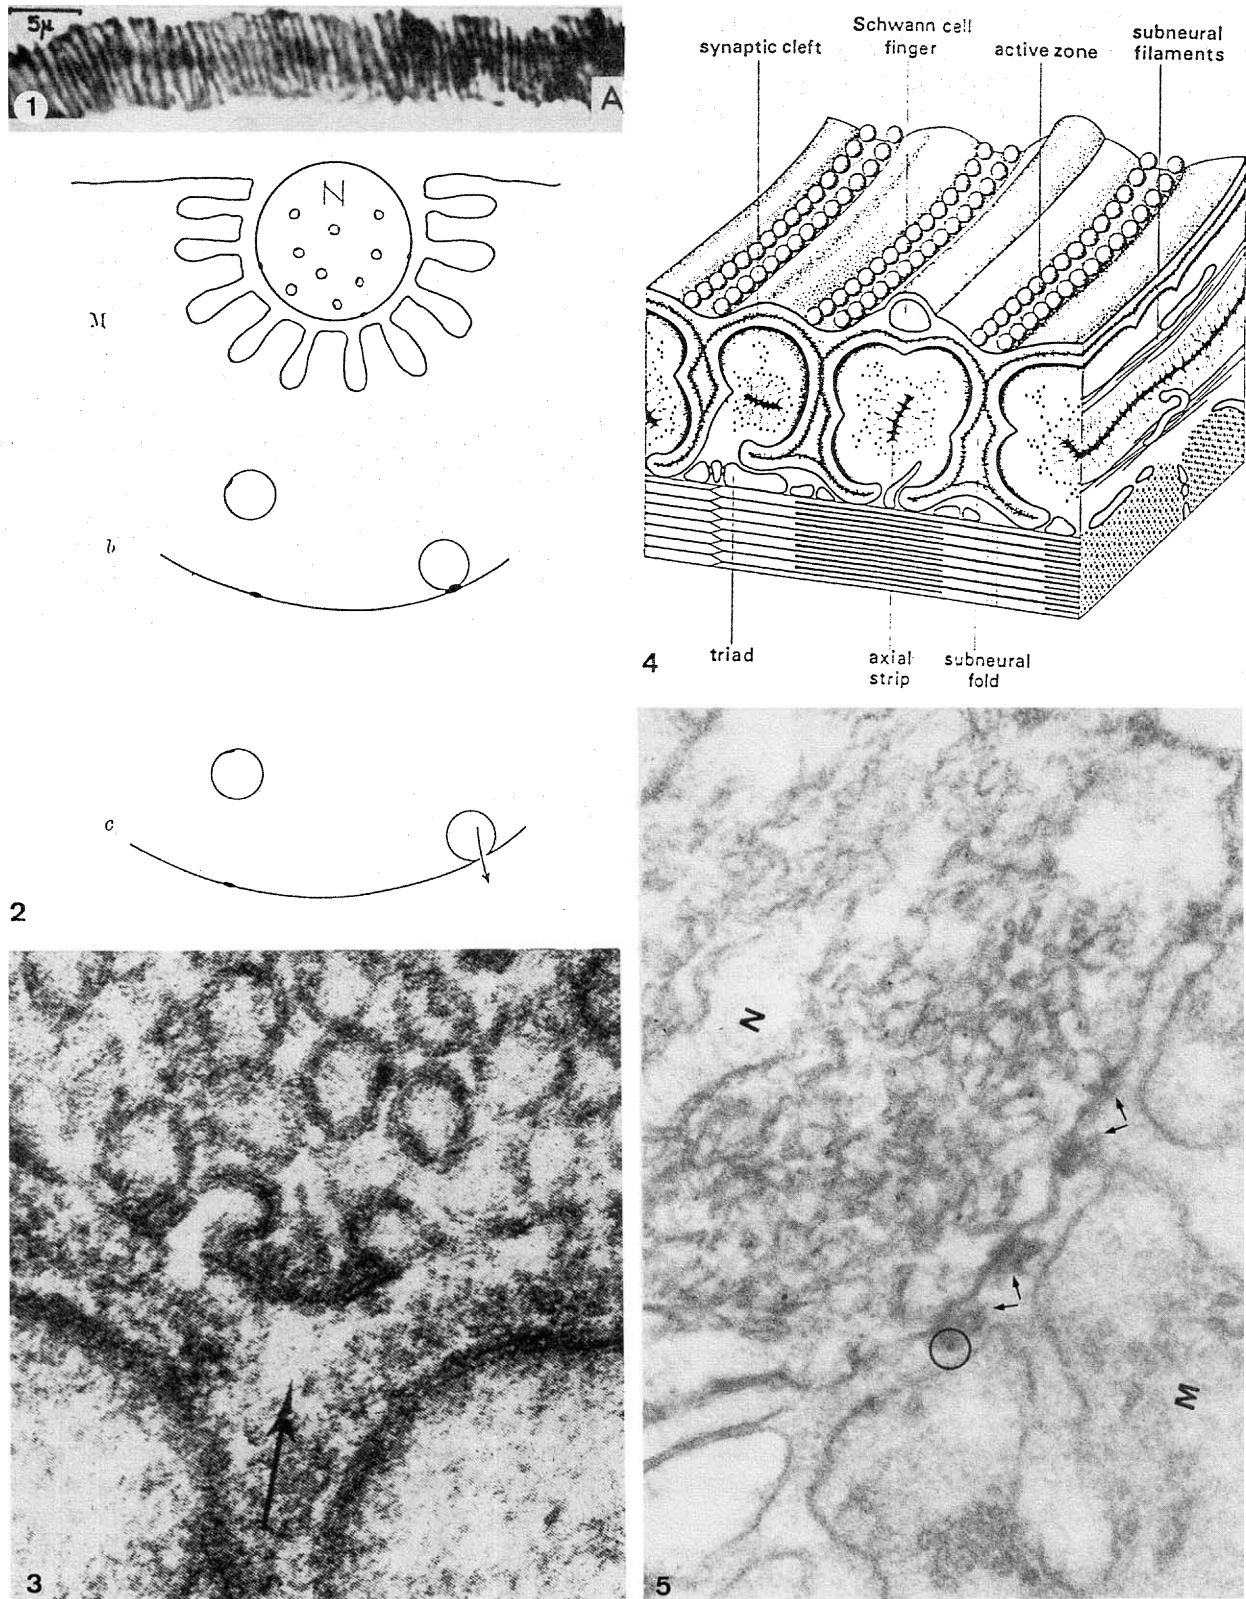 5μ
1
A
N
M
b
c
2
3
synaptic cleft
Schwann cell
finger
active zone
subneural
filaments
triad
axial
strip
subneural
fold
4
N
M
5